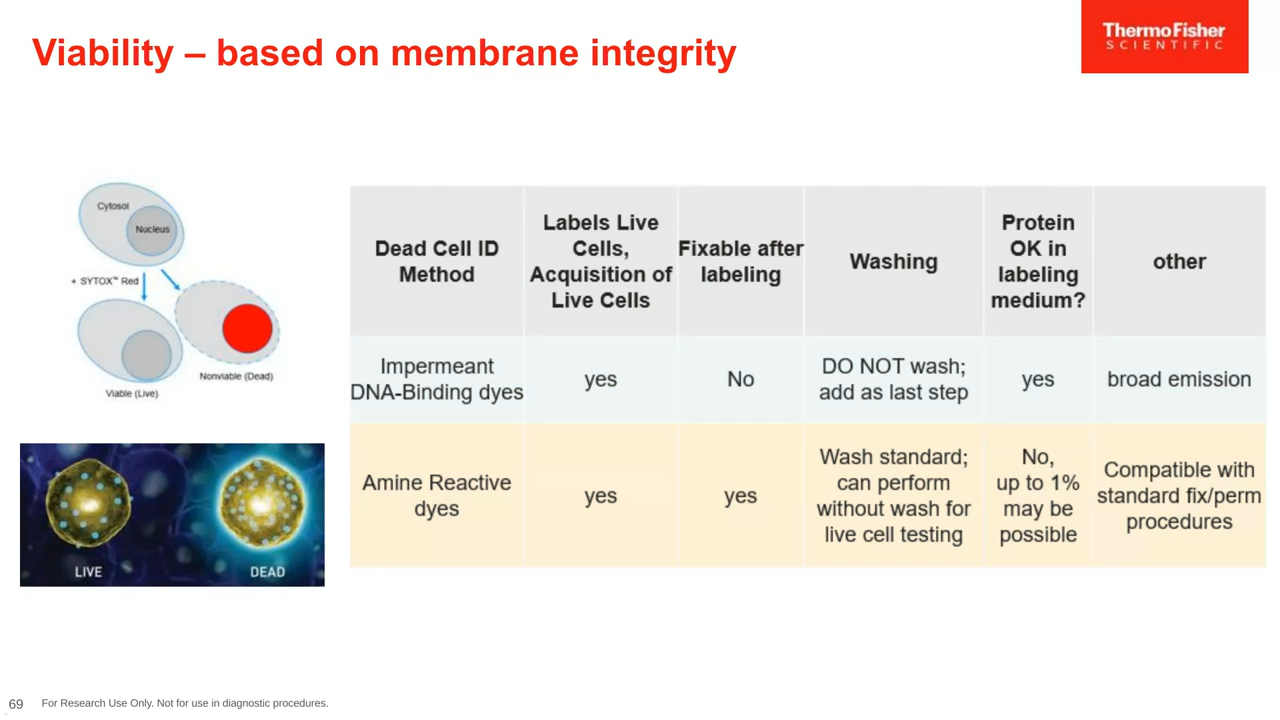 Viability – based on membrane integrity
ThermoFisher
SCIENTIFIC
Cytosol
Nucleus
+ SYTOX™ Red
Nonviable (Dead)
Viable (Live)
LIVE
DEAD
Dead Cell ID
Method
Labels Live
Cells,
Acquisition of
Live Cells
Fixable after
labeling
Washing
Protein
OK in
labeling
medium?
other
Impermeant
DNA-Binding dyes
yes
No
DO NOT wash;
add as last step
yes
broad emission
Amine Reactive
dyes
yes
yes
Wash standard;
can perform
without wash for
live cell testing
No,
up to 1%
may be
possible
Compatible with
standard fix/perm
procedures
69
For Research Use Only. Not for use in diagnostic procedures.